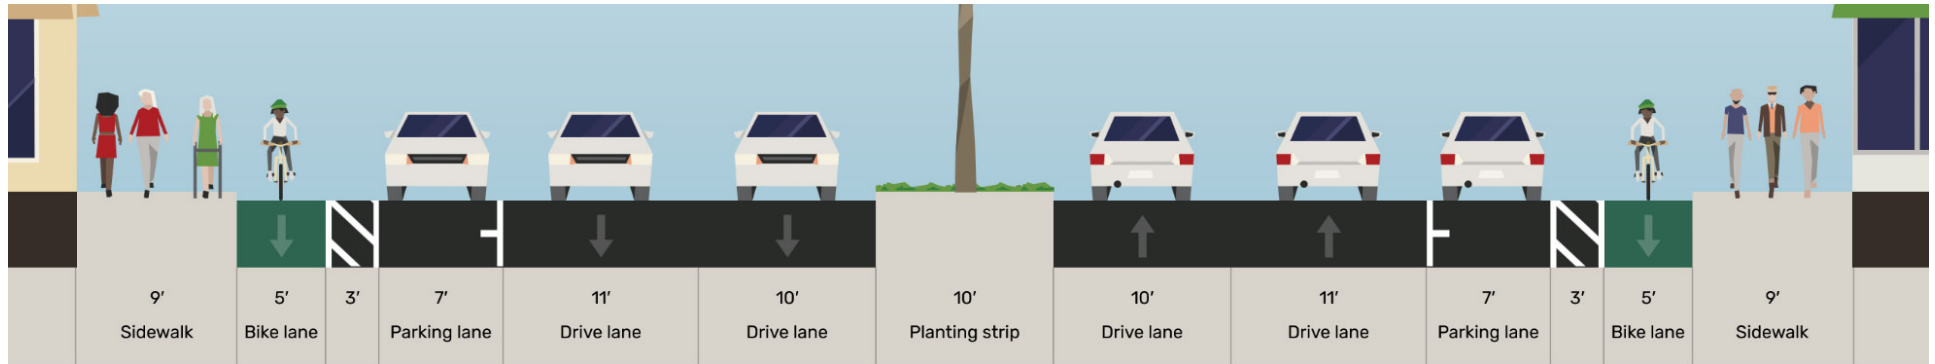 9’ 5’ 3’ 7’ 11’ 10’ 10’ 10’ 11’ 7’ 3’ 5’ 9’
Sidewalk Bike lane Parking lane Drive lane Drive lane Planting strip Drive lane Drive lane Parking lane Bike lane Sidewalk